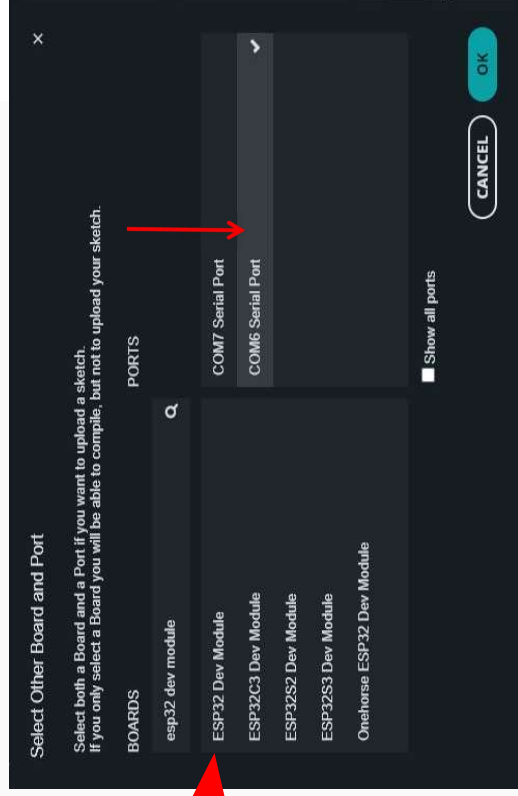 Select Other Board and Port
Select both a Board and a Port if you want to upload a sketch.
If you only select a Board you will be able to compile, but not to upload your sketch.
BOARDS
esp32 dev module
ESP32 Dev Module
ESP32C3 Dev Module
ESP32S2 Dev Module
ESP32S3 Dev Module
Onehorse ESP32 Dev Module
PORTS
COM7 Serial Port
COM6 Serial Port
Show all ports
CANCEL
OK